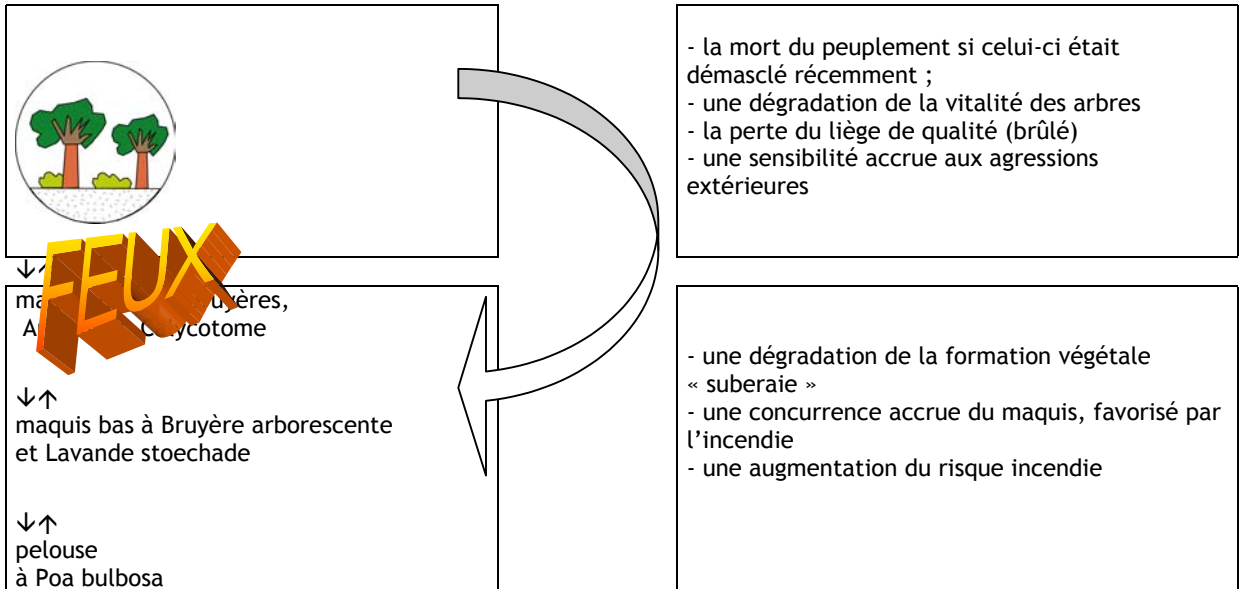 FEUX
↓↑
ma ères,
A Calycotome
↓↑
maquis bas à Bruyère arborescente
et Lavande stoechade
↓↑
pelouse
à Poa bulbosa
- la mort du peuplement si celui-ci était
démasclé récemment ;
- une dégradation de la vitalité des arbres
- la perte du liège de qualité (brûlé)
- une sensibilité accrue aux agressions
extérieures
- une dégradation de la formation végétale
« suberaie »
- une concurrence accrue du maquis, favorisé par
l’incendie
- une augmentation du risque incendie